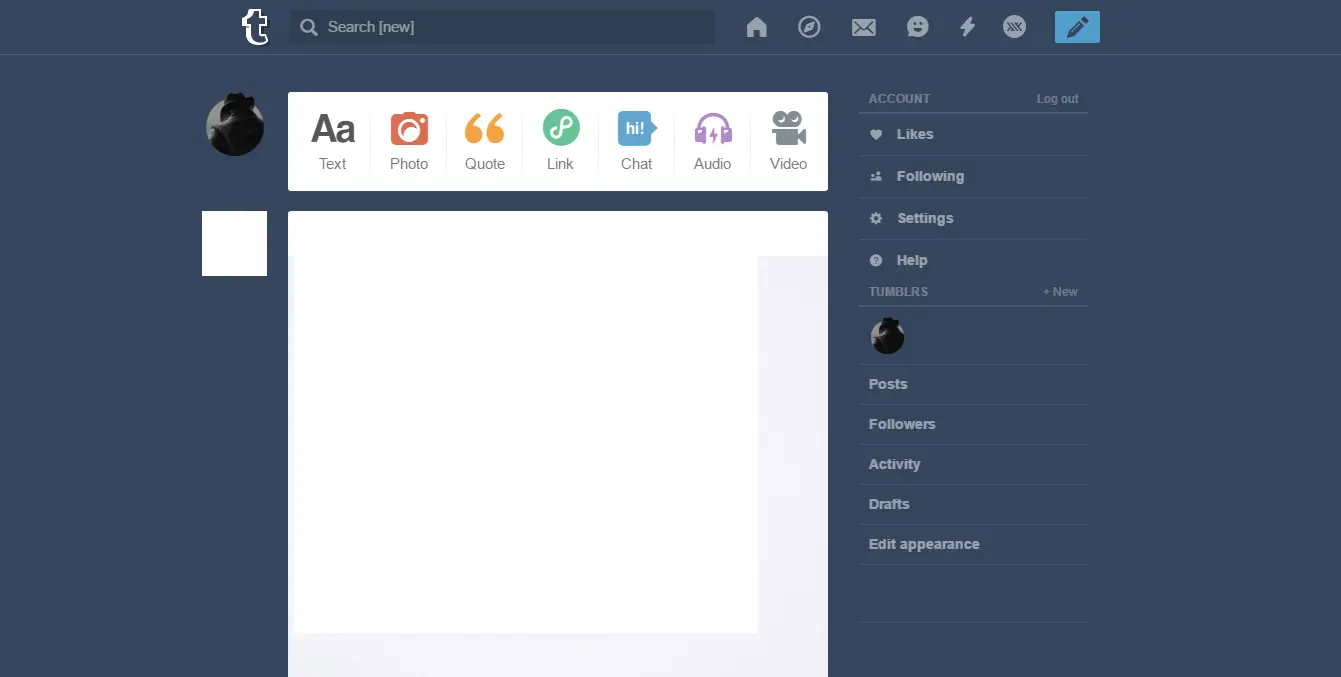 t
Search [new]
Aa
hi!
Text
Photo
Quote
Link
Chat
Audio
Video
ACCOUNT
Log out
Likes
Following
Settings
Help
TUMBLRS
+ New
Posts
Followers
Activity
Drafts
Edit appearance